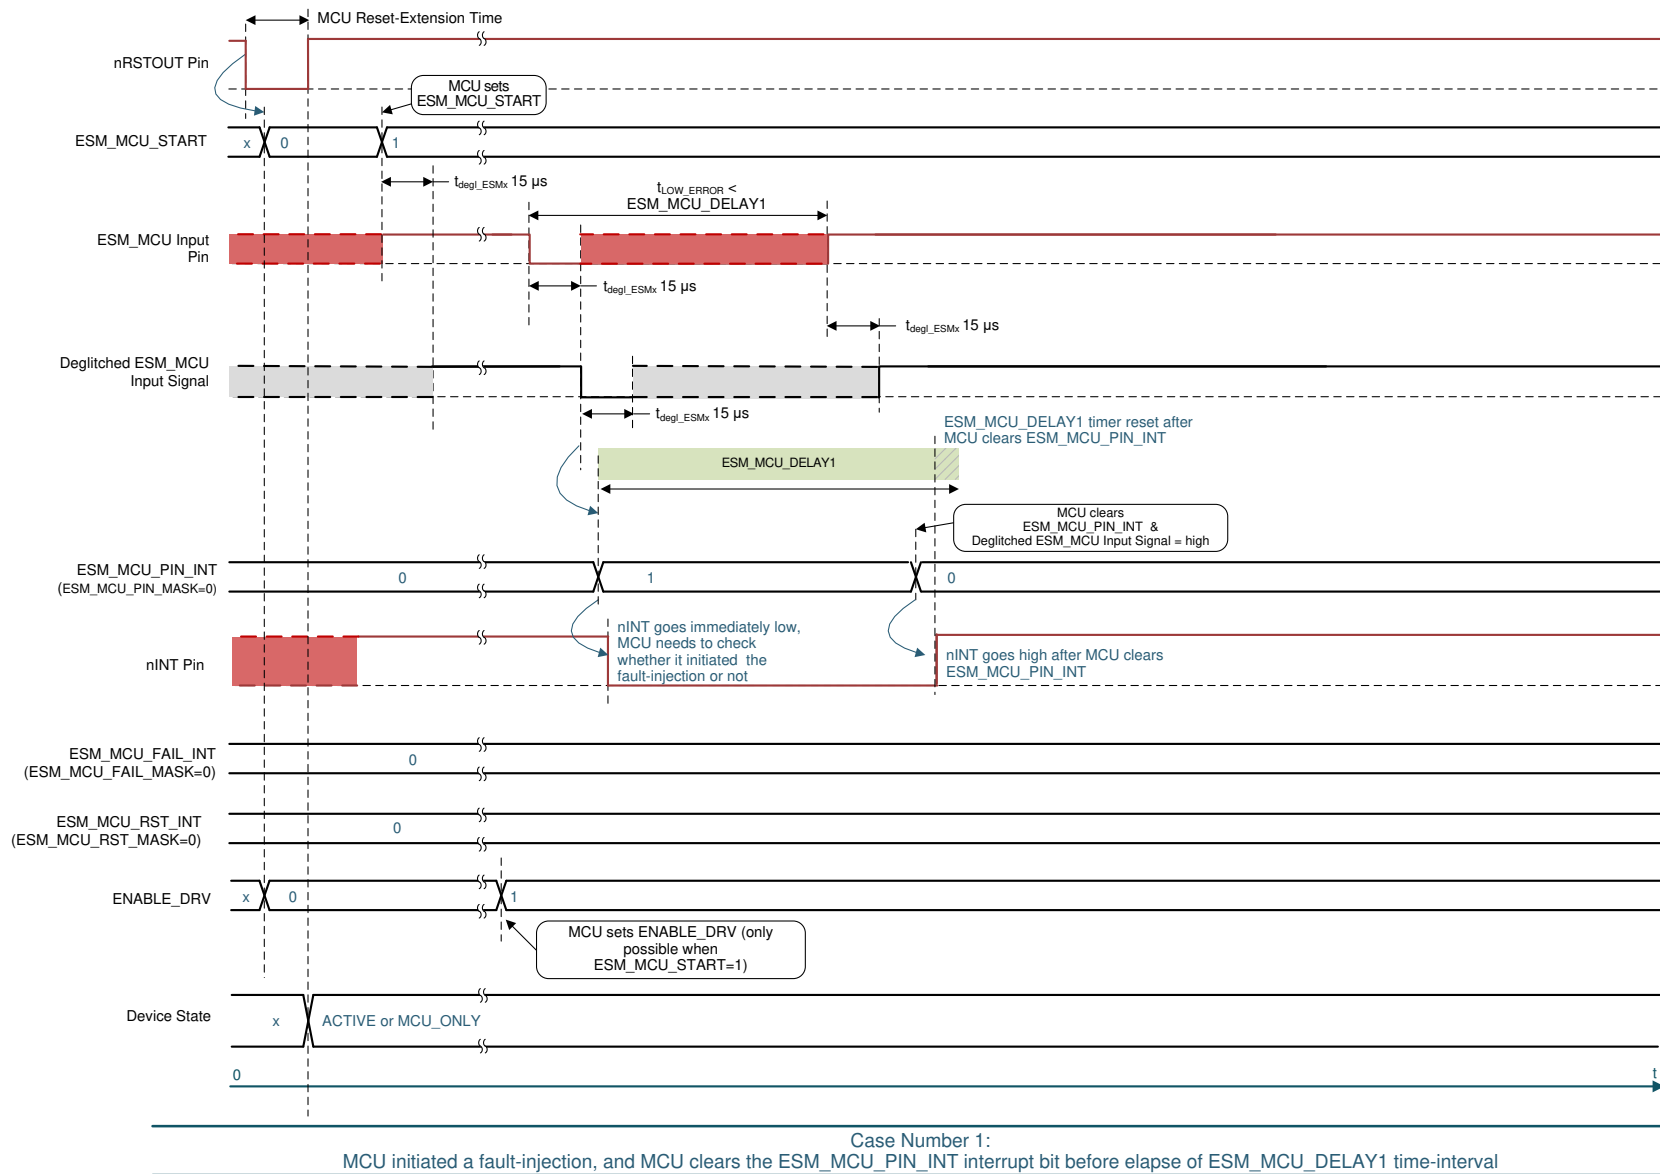 MCU Reset-Extension Time
nRSTOUT Pin
MCU sets
ESM_MCU_START
ESM_MCU_START
x
0
1
tdegl_ESMx 15 µs
tLOW_ERROR <
ESM_MCU_DELAY1
ESM_MCU Input
Pin
tdegl_ESMx 15 µs
tdegl_ESMx 15 µs
Deglitched ESM_MCU
Input Signal
tdegl_ESMx 15 µs
ESM_MCU_DELAY1 timer reset after
MCU clears ESM_MCU_PIN_INT
ESM_MCU_DELAY1
MCU clears
ESM_MCU_PIN_INT &
Deglitched ESM_MCU Input Signal = high
ESM_MCU_PIN_INT
(ESM_MCU_PIN_MASK=0)
0
1
0
nINT Pin
nINT goes immediately low,
MCU needs to check
whether it initiated the
fault-injection or not
nINT goes high after MCU clears
ESM_MCU_PIN_INT
ESM_MCU_FAIL_INT
(ESM_MCU_FAIL_MASK=0)
0
ESM_MCU_RST_INT
(ESM_MCU_RST_MASK=0)
0
ENABLE_DRV
x
0
1
MCU sets ENABLE_DRV (only
possible when
ESM_MCU_START=1)
Device State
x
ACTIVE or MCU_ONLY
0
t
Case Number 1:
MCU initiated a fault-injection, and MCU clears the ESM_MCU_PIN_INT interrupt bit before elapse of ESM_MCU_DELAY1 time-interval